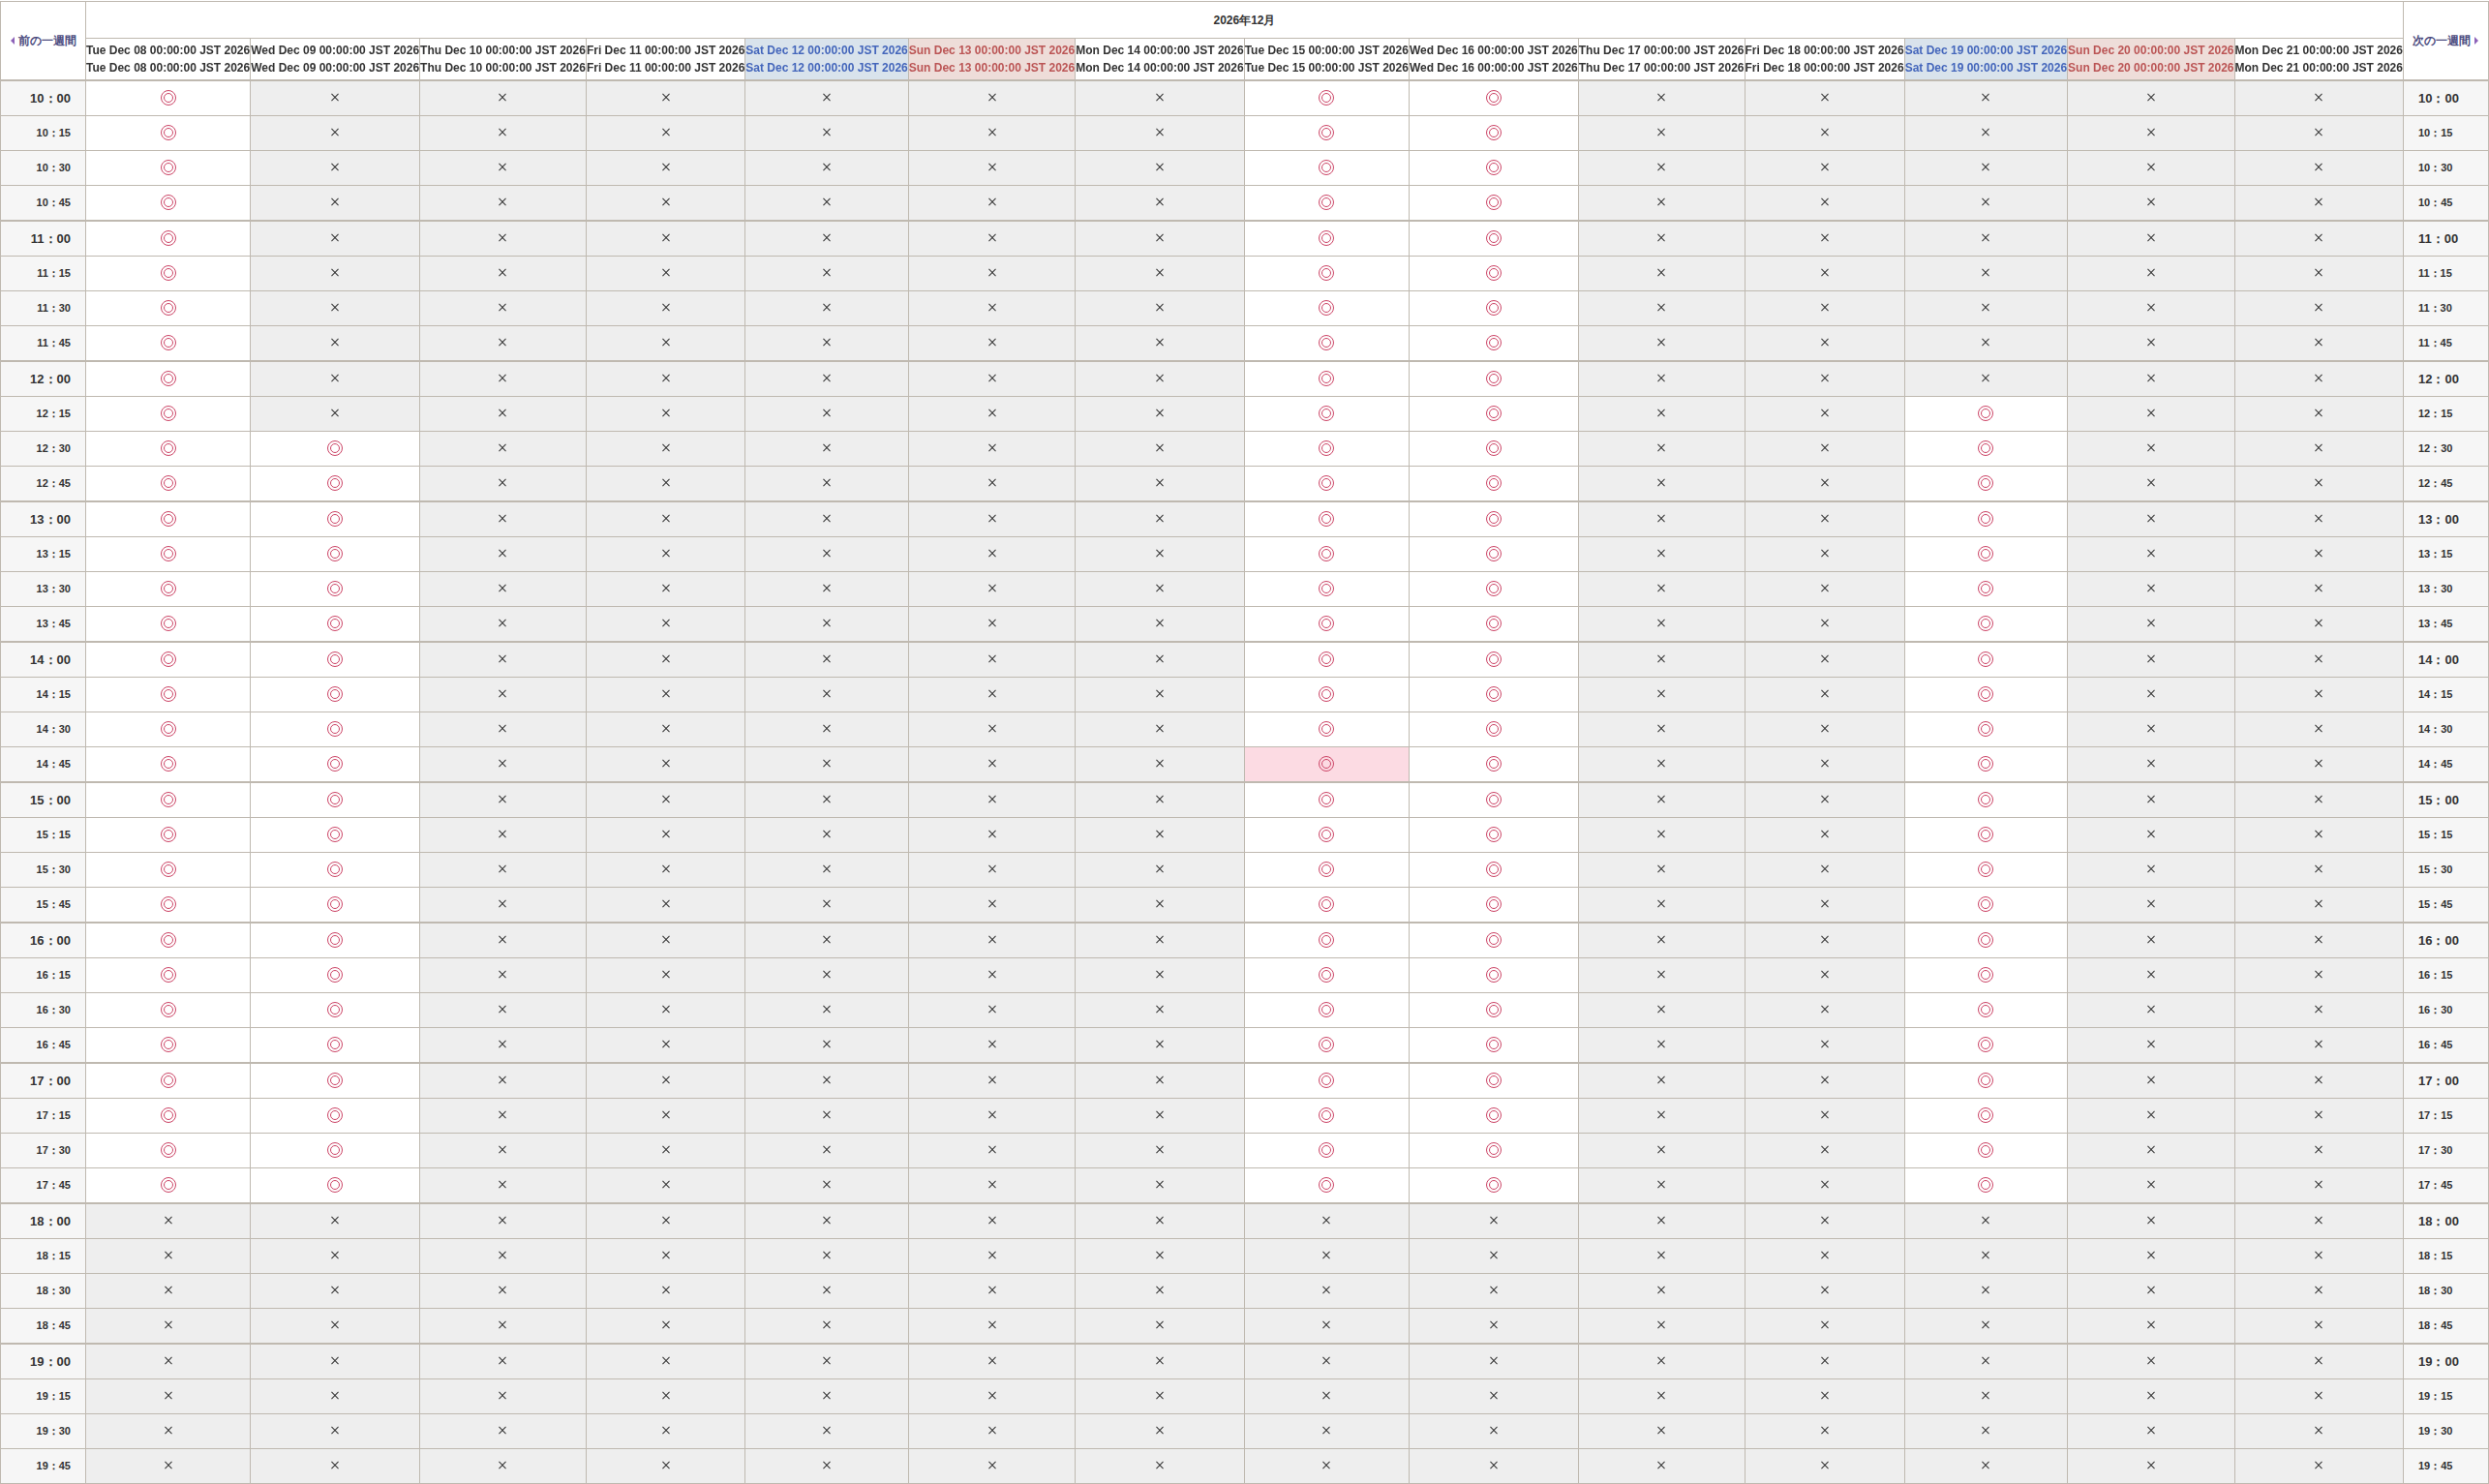 2026年12月
前の一週間 次の一週間
Tue Dec 08 00:00:00 JST 2026 Wed Dec 09 00:00:00 JST 2026 Thu Dec 10 00:00:00 JST 2026 Fri Dec 11 00:00:00 JST 2026 Sat Dec 12 00:00:00 JST 2026 Sun Dec 13 00:00:00 JST 2026 Mon Dec 14 00:00:00 JST 2026 Tue Dec 15 00:00:00 JST 2026 Wed Dec 16 00:00:00 JST 2026 Thu Dec 17 00:00:00 JST 2026 Fri Dec 18 00:00:00 JST 2026 Sat Dec 19 00:00:00 JST 2026 Sun Dec 20 00:00:00 JST 2026 Mon Dec 21 00:00:00 JST 2026
Tue Dec 08 00:00:00 JST 2026 Wed Dec 09 00:00:00 JST 2026 Thu Dec 10 00:00:00 JST 2026 Fri Dec 11 00:00:00 JST 2026 Sat Dec 12 00:00:00 JST 2026 Sun Dec 13 00:00:00 JST 2026 Mon Dec 14 00:00:00 JST 2026 Tue Dec 15 00:00:00 JST 2026 Wed Dec 16 00:00:00 JST 2026 Thu Dec 17 00:00:00 JST 2026 Fri Dec 18 00:00:00 JST 2026 Sat Dec 19 00:00:00 JST 2026 Sun Dec 20 00:00:00 JST 2026 Mon Dec 21 00:00:00 JST 2026
10：00 ◎ × × × × × × ◎ ◎ × × × × × 10：00
10：15 ◎ × × × × × × ◎ ◎ × × × × × 10：15
10：30 ◎ × × × × × × ◎ ◎ × × × × × 10：30
10：45 ◎ × × × × × × ◎ ◎ × × × × × 10：45
11：00 ◎ × × × × × × ◎ ◎ × × × × × 11：00
11：15 ◎ × × × × × × ◎ ◎ × × × × × 11：15
11：30 ◎ × × × × × × ◎ ◎ × × × × × 11：30
11：45 ◎ × × × × × × ◎ ◎ × × × × × 11：45
12：00 ◎ × × × × × × ◎ ◎ × × × × × 12：00
12：15 ◎ × × × × × × ◎ ◎ × × ◎ × × 12：15
12：30 ◎ ◎ × × × × × ◎ ◎ × × ◎ × × 12：30
12：45 ◎ ◎ × × × × × ◎ ◎ × × ◎ × × 12：45
13：00 ◎ ◎ × × × × × ◎ ◎ × × ◎ × × 13：00
13：15 ◎ ◎ × × × × × ◎ ◎ × × ◎ × × 13：15
13：30 ◎ ◎ × × × × × ◎ ◎ × × ◎ × × 13：30
13：45 ◎ ◎ × × × × × ◎ ◎ × × ◎ × × 13：45
14：00 ◎ ◎ × × × × × ◎ ◎ × × ◎ × × 14：00
14：15 ◎ ◎ × × × × × ◎ ◎ × × ◎ × × 14：15
14：30 ◎ ◎ × × × × × ◎ ◎ × × ◎ × × 14：30
14：45 ◎ ◎ × × × × × ◎ ◎ × × ◎ × × 14：45
15：00 ◎ ◎ × × × × × ◎ ◎ × × ◎ × × 15：00
15：15 ◎ ◎ × × × × × ◎ ◎ × × ◎ × × 15：15
15：30 ◎ ◎ × × × × × ◎ ◎ × × ◎ × × 15：30
15：45 ◎ ◎ × × × × × ◎ ◎ × × ◎ × × 15：45
16：00 ◎ ◎ × × × × × ◎ ◎ × × ◎ × × 16：00
16：15 ◎ ◎ × × × × × ◎ ◎ × × ◎ × × 16：15
16：30 ◎ ◎ × × × × × ◎ ◎ × × ◎ × × 16：30
16：45 ◎ ◎ × × × × × ◎ ◎ × × ◎ × × 16：45
17：00 ◎ ◎ × × × × × ◎ ◎ × × ◎ × × 17：00
17：15 ◎ ◎ × × × × × ◎ ◎ × × ◎ × × 17：15
17：30 ◎ ◎ × × × × × ◎ ◎ × × ◎ × × 17：30
17：45 ◎ ◎ × × × × × ◎ ◎ × × ◎ × × 17：45
18：00 × × × × × × × × × × × × × × 18：00
18：15 × × × × × × × × × × × × × × 18：15
18：30 × × × × × × × × × × × × × × 18：30
18：45 × × × × × × × × × × × × × × 18：45
19：00 × × × × × × × × × × × × × × 19：00
19：15 × × × × × × × × × × × × × × 19：15
19：30 × × × × × × × × × × × × × × 19：30
19：45 × × × × × × × × × × × × × × 19：45